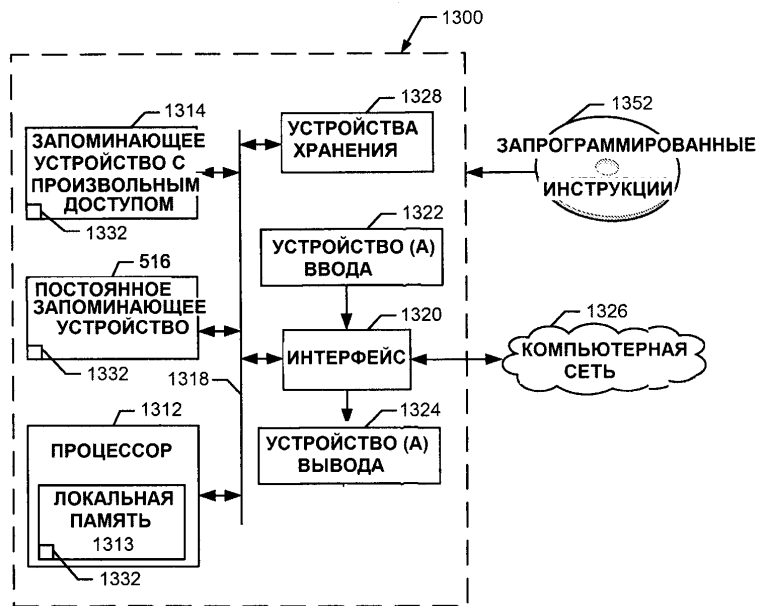 1300
1314
ЗАПОМИНАЮЩЕЕ
УСТРОЙСТВО С
ПРОИЗВОЛЬНЫМ
ДОСТУПОМ
1332
1328
УСТРОЙСТВА
ХРАНЕНИЯ
1352
ЗАПРОГРАММИРОВАННЫЕ
ИНСТРУКЦИИ
1322
УСТРОЙСТВО (А)
ВВОДА
516
ПОСТОЯННОЕ
ЗАПОМИНАЮЩЕЕ
УСТРОЙСТВО
1332
1320
ИНТЕРФЕЙС
1326
КОМПЬЮТЕРНАЯ
СЕТЬ
1318
1312
ПРОЦЕССОР
ЛОКАЛЬНАЯ
ПАМЯТЬ
1313
1332
1324
УСТРОЙСТВО (А)
ВЫВОДА